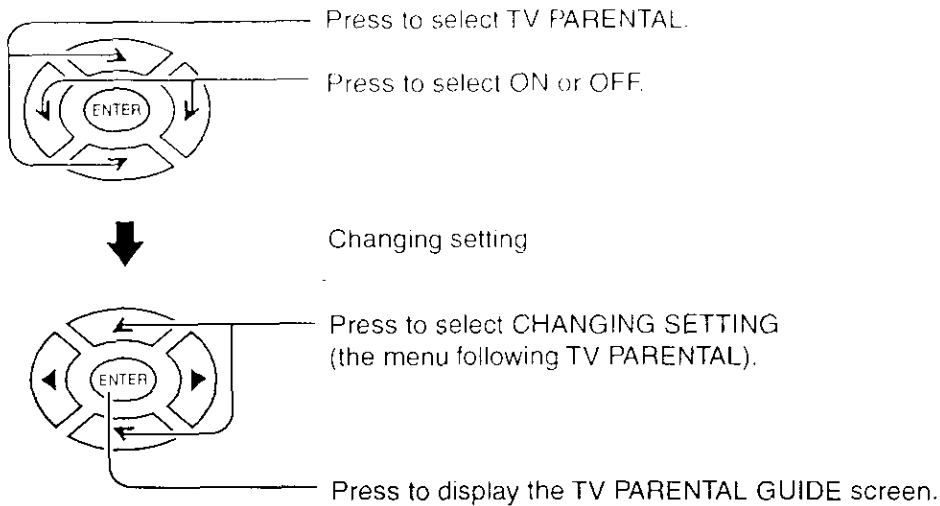 Press to select TV PARENTAL.
Press to select ON or OFF.
ENTER
Changing setting
Press to select CHANGING SETTING
(the menu following TV PARENTAL).
ENTER
Press to display the TV PARENTAL GUIDE screen.